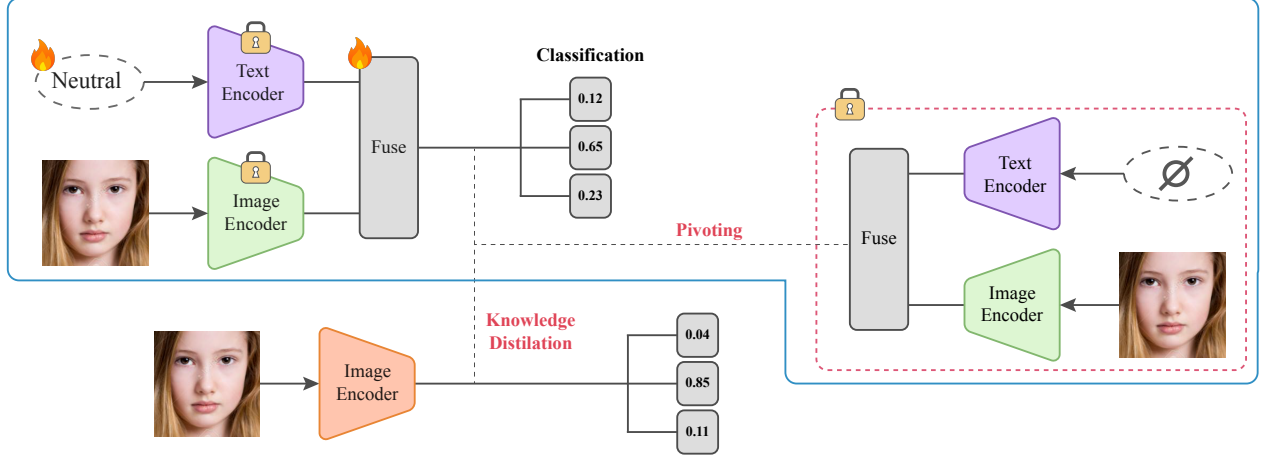 Classification
Neutral
Text
Encoder
Image
Encoder
Fuse
0.12
0.65
0.23
Pivoting
Fuse
Text
Encoder
∅
Image
Encoder
Knowledge
Distilation
Image
Encoder
0.04
0.85
0.11